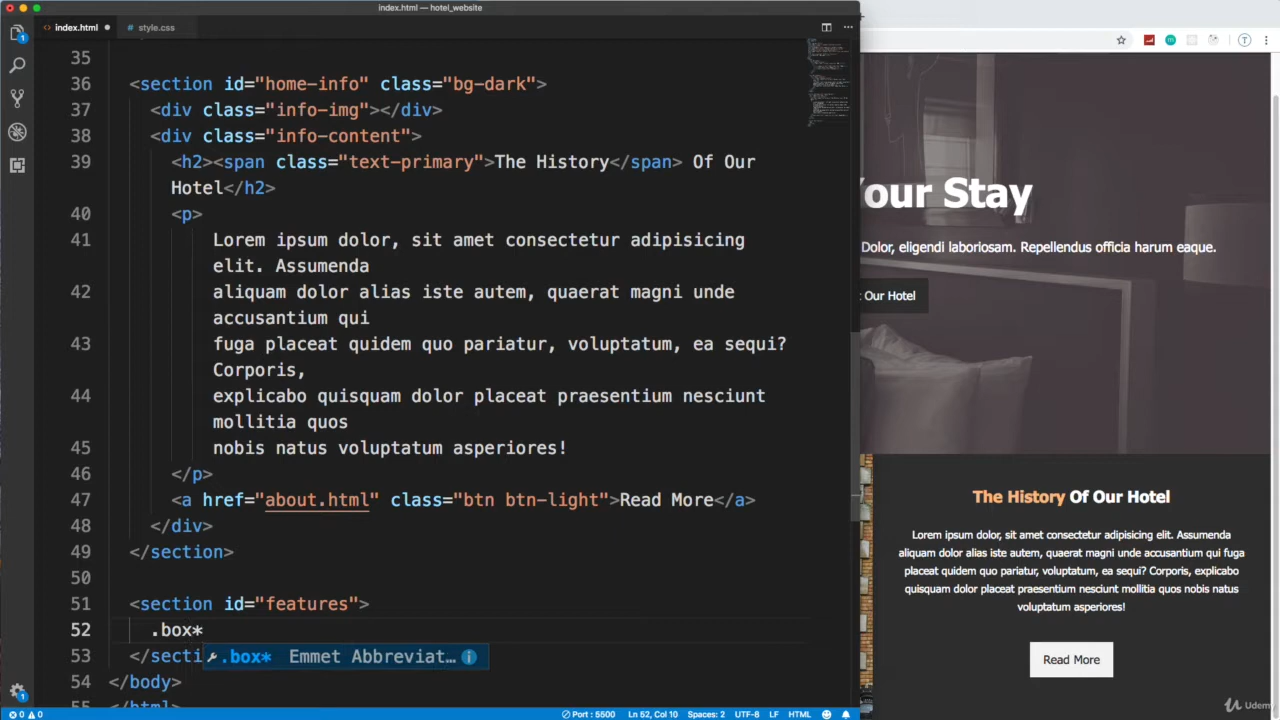 index.html — hotel_website
index.html
style.css
35
36 <section id="home-info" class="bg-dark">
37 <div class="info-img"></div>
38 <div class="info-content">
39 <h2><span class="text-primary">The History</span> Of Our
Hotel</h2>
40 <p>
41 Lorem ipsum dolor, sit amet consectetur adipisicing
elit. Assumenda
42 aliquam dolor alias iste autem, quaerat magni unde
accusantium qui
43 fuga placeat quidem quo pariatur, voluptatum, ea sequi?
Corporis,
44 explicabo quisquam dolor placeat praesentium nesciunt
mollitia quos
45 nobis natus voluptatum asperiores!
46 </p>
47 <a href="about.html" class="btn btn-light">Read More</a>
48 </div>
49 </section>
50
51 <section id="features">
52 .box*
53 </secti
.box* Emmet Abbreviat...
54 </body>
1
1
0 0
Port : 5500
Ln 52, Col 10
Spaces: 2
UTF-8
LF
HTML
T
our Stay
Dolor, eligendi laboriosam. Repellendus officia harum eaque.
Our Hotel
The History Of Our Hotel
Lorem ipsum dolor, sit amet consectetur adipisicing elit. Assumenda
aliquam dolor alias iste autem, quaerat magni unde accusantium qui fuga
placeat quidem quo pariatur, voluptatum, ea sequi? Corporis, explicabo
quisquam dolor placeat praesentium nesciunt mollitia quos nobis natus
voluptatum asperiores!
Read More
Udemy